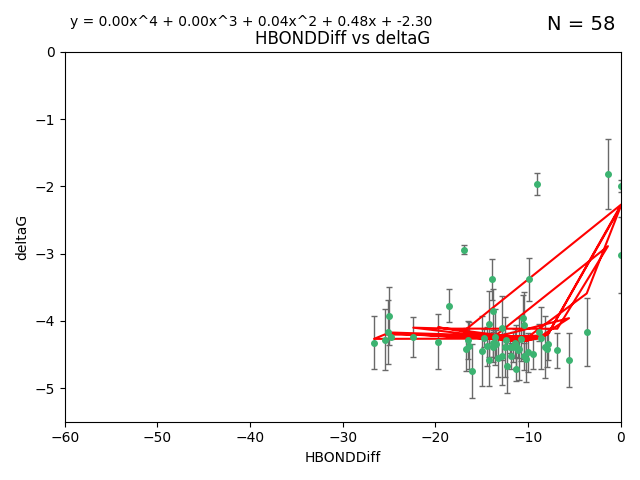 y = 0.00x^4 + 0.00x^3 + 0.04x^2 + 0.48x + -2.30
N = 58
HBONDDiff vs deltaG
0
−1
−2
−3
−4
−5
deltaG
−60 −50 −40 −30 −20 −10 0
HBONDDiff